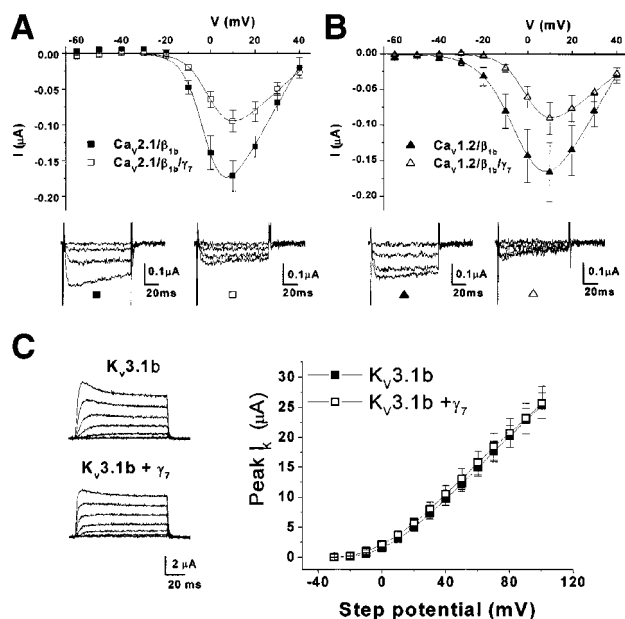 A
V (mV)
-60 -40 -20 0 20 40
0.00
-0.05
-0.10
-0.15
-0.20
I (μA)
Caᵥ2.1/β₁b
Caᵥ2.1/β₁b/γ₇
0.1μA
20ms
0.1μA
20ms
B
V (mV)
-60 -40 -20 0 20 40
0.00
-0.05
-0.10
-0.15
-0.20
I (μA)
Caᵥ1.2/β₁b
Caᵥ1.2/β₁b/γ₇
0.1μA
20ms
0.1μA
20ms
C
Kᵥ3.1b
Kᵥ3.1b + γ₇
2 μA
20 ms
Kᵥ3.1b
Kᵥ3.1b +γ₇
Peak Iₖ (μA)
30
25
20
15
10
5
0
-40 0 40 80 120
Step potential (mV)